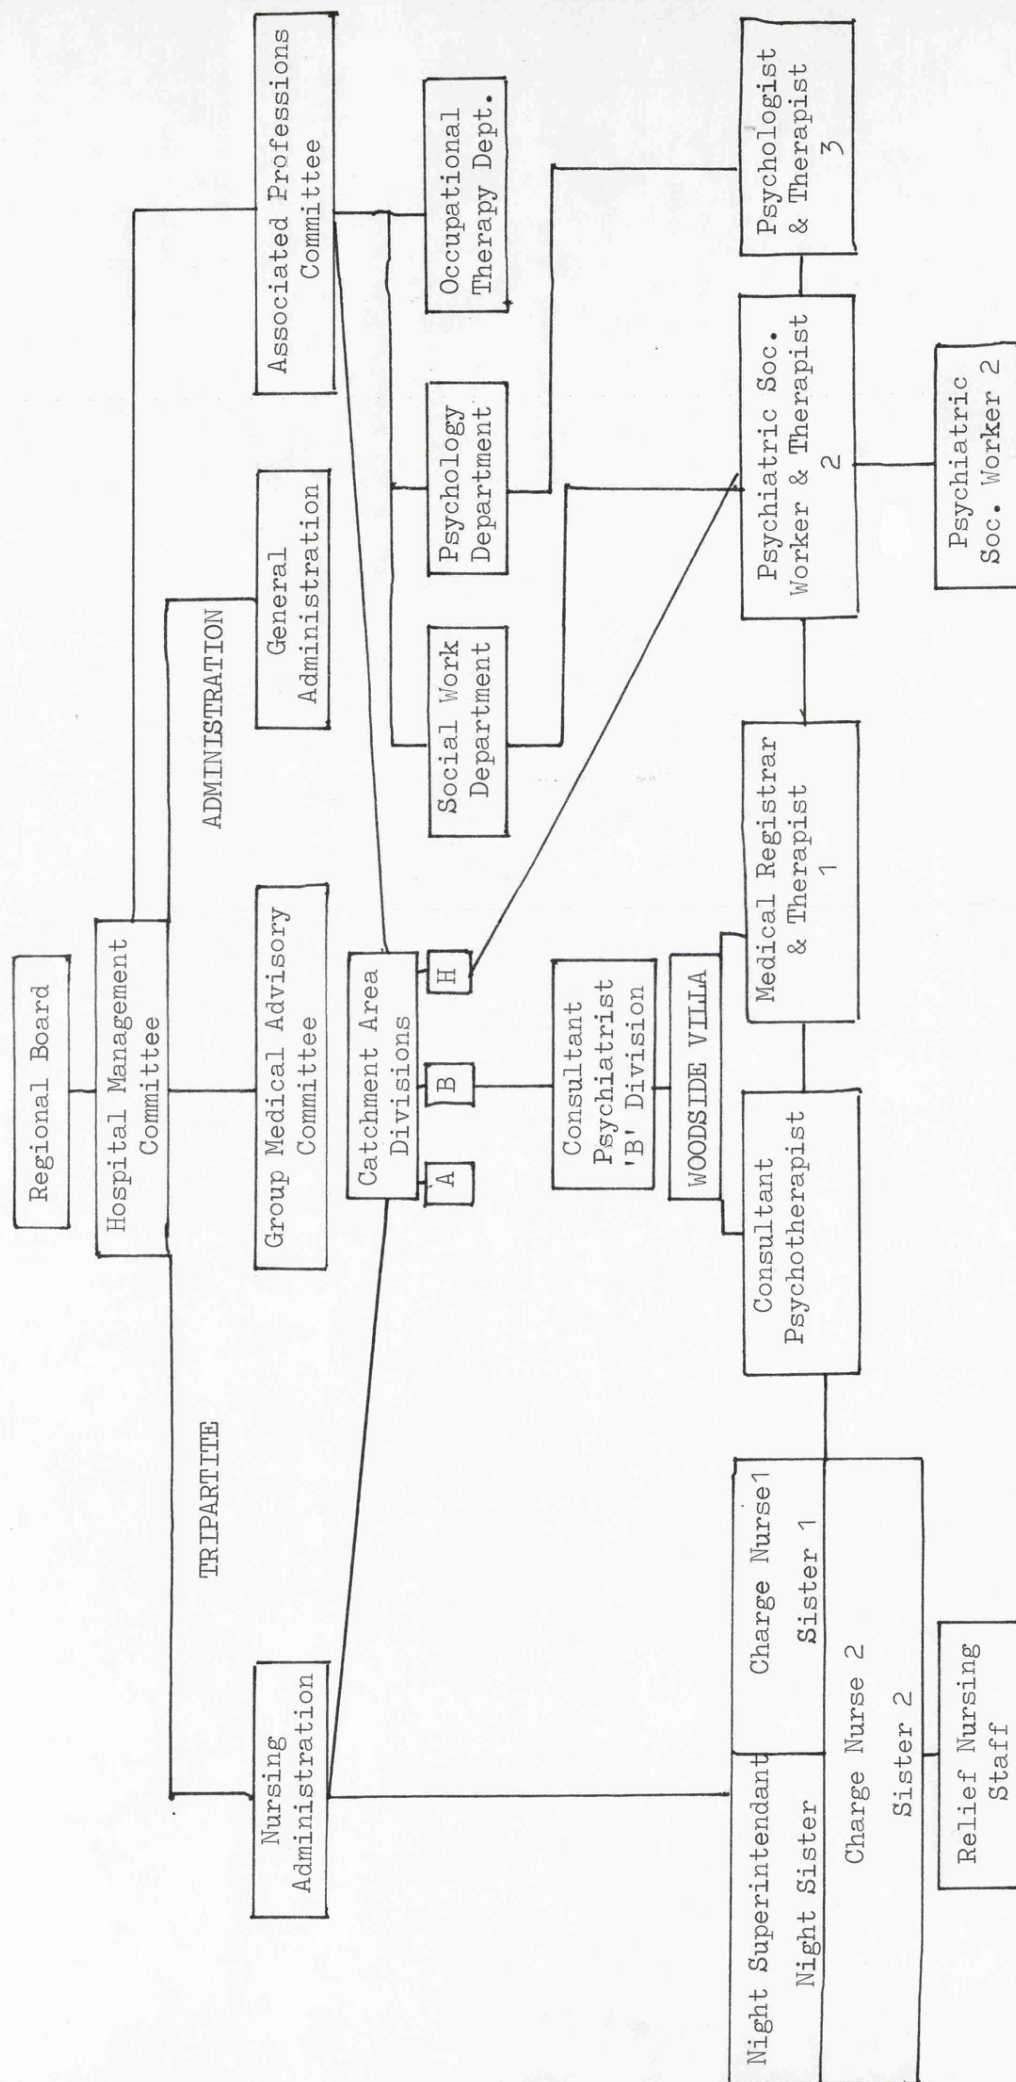 Regional Board
Hospital Management
Committee
TRIPARTITE
ADMINISTRATION
Nursing
Administration
Group Medical Advisory
Committee
General
Administration
Associated Professions
Committee
Catchment Area
Divisions
A
B
H
Social Work
Department
Psychology
Department
Occupational
Therapy Dept.
Consultant
Psychiatrist
'B' Division
WOODSIDE VILLA
Night Superintendant
Night Sister
Charge Nurse1
Sister 1
Charge Nurse 2
Sister 2
Relief Nursing
Staff
Consultant
Psychotherapist
Medical Registrar
& Therapist
1
Psychiatric Soc.
Worker & Therapist
2
Psychologist
& Therapist
3
Psychiatric
Soc. Worker 2